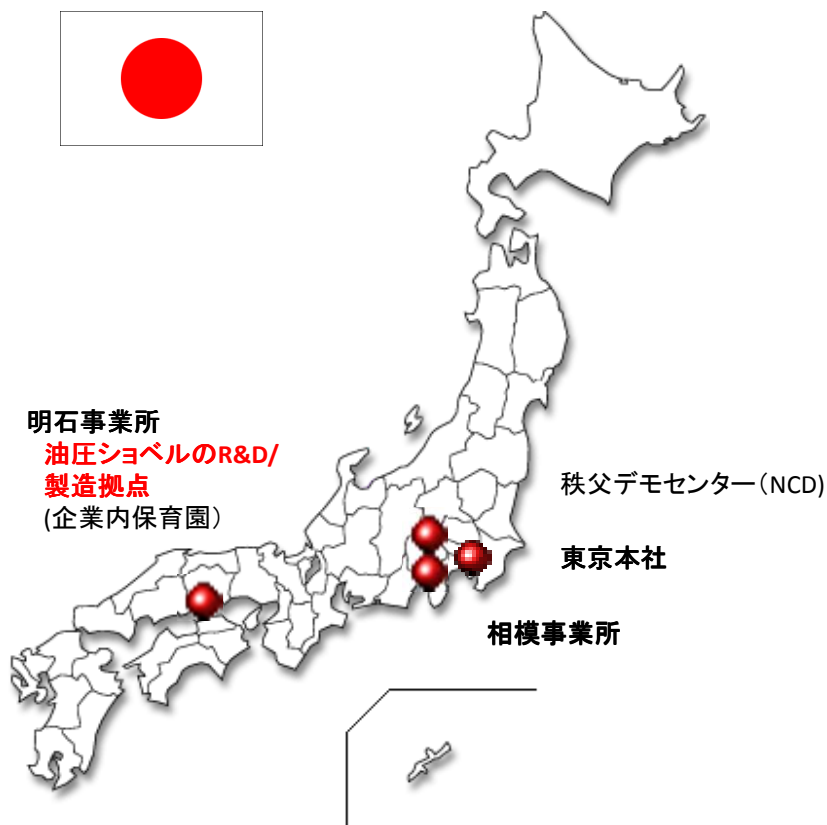 明石事業所
油圧ショベルのR&D/
製造拠点
(企業内保育園）
秩父デモセンター（NCD)
東京本社
相模事業所